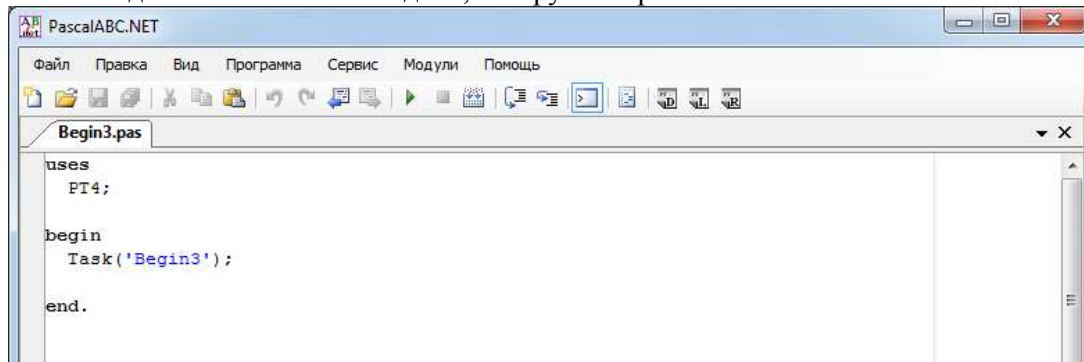 PascalABC.NET
Файл Правка Вид Программа Сервис Модули Помощь
Begin3.pas
uses
PT4;
begin
Task('Begin3');
end.